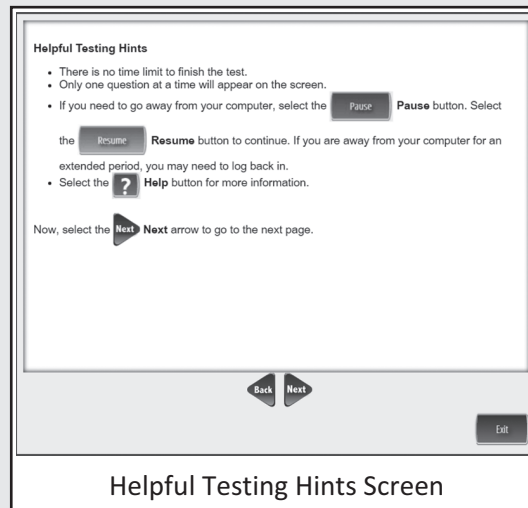 Helpful Testing Hints
• There is no time limit to finish the test.
• Only one question at a time will appear on the screen.
• If you need to go away from your computer, select the Pause Pause button. Select
the Resume Resume button to continue. If you are away from your computer for an
extended period, you may need to log back in.
• Select the ? Help button for more information.
Now, select the Next Next arrow to go to the next page.
Back Next
Exit
Helpful Testing Hints Screen